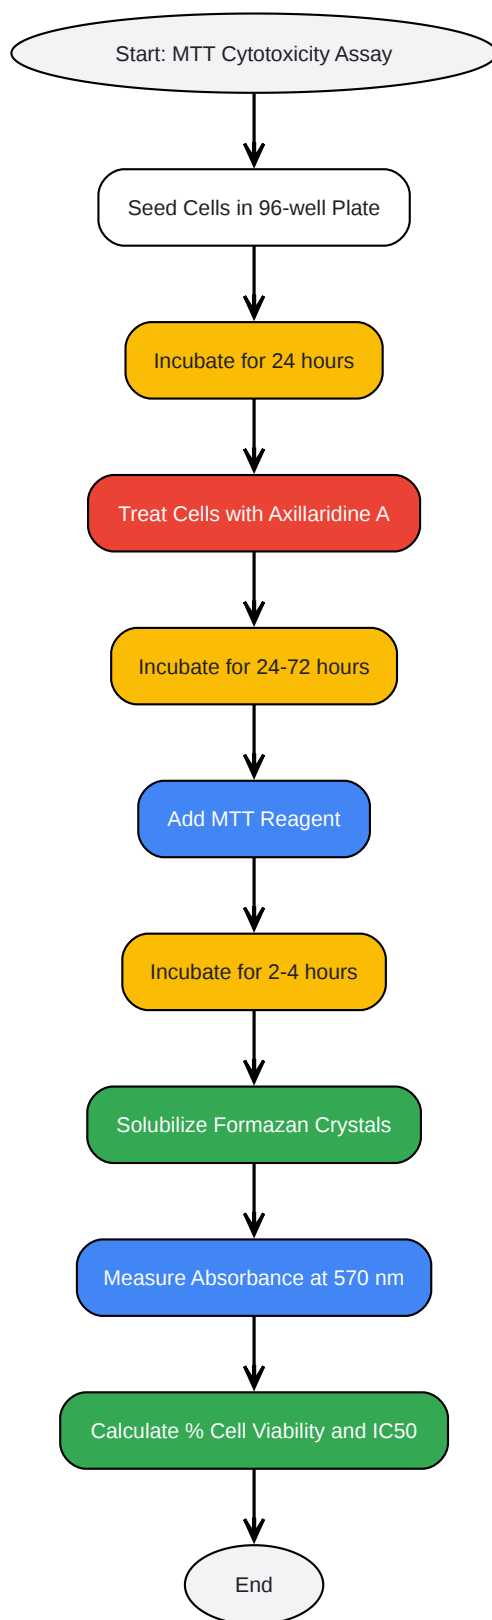 Start: MTT Cytotoxicity Assay
Seed Cells in 96-well Plate
Incubate for 24 hours
Treat Cells with Axillaridine A
Incubate for 24-72 hours
Add MTT Reagent
Incubate for 2-4 hours
Solubilize Formazan Crystals
Measure Absorbance at 570 nm
Calculate % Cell Viability and IC50
End